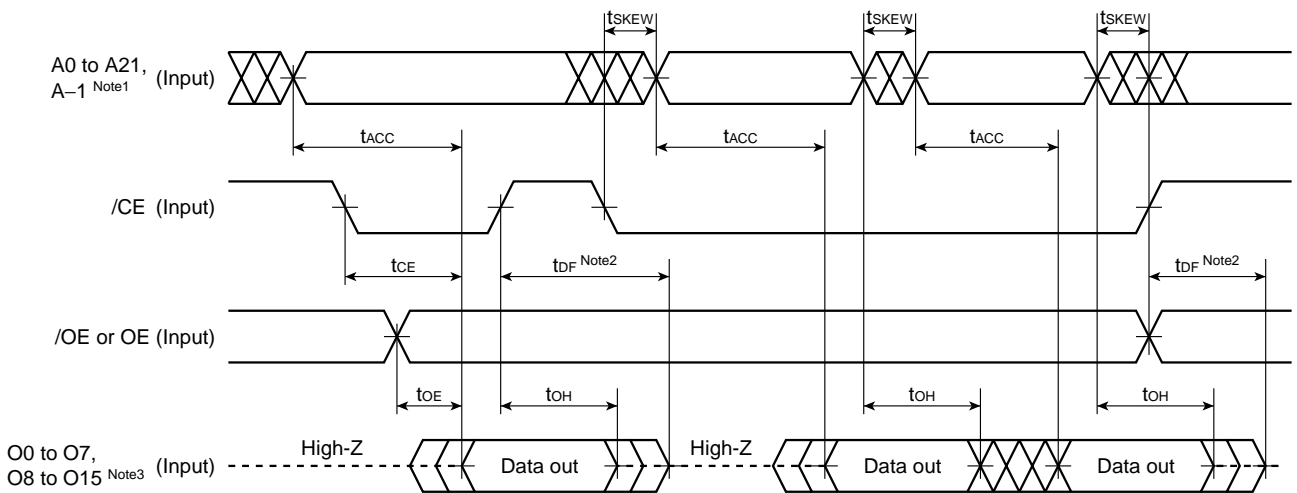 tSKEW tSKEW tSKEW
A0 to A21,
A−1 Note1 (Input)
tACC tACC tACC
/CE (Input)
tCE tDF Note2 tDF Note2
/OE or OE (Input)
tOE tOH tOH tOH
O0 to O7,
O8 to O15 Note3 (Input)
High-Z Data out High-Z Data out Data out